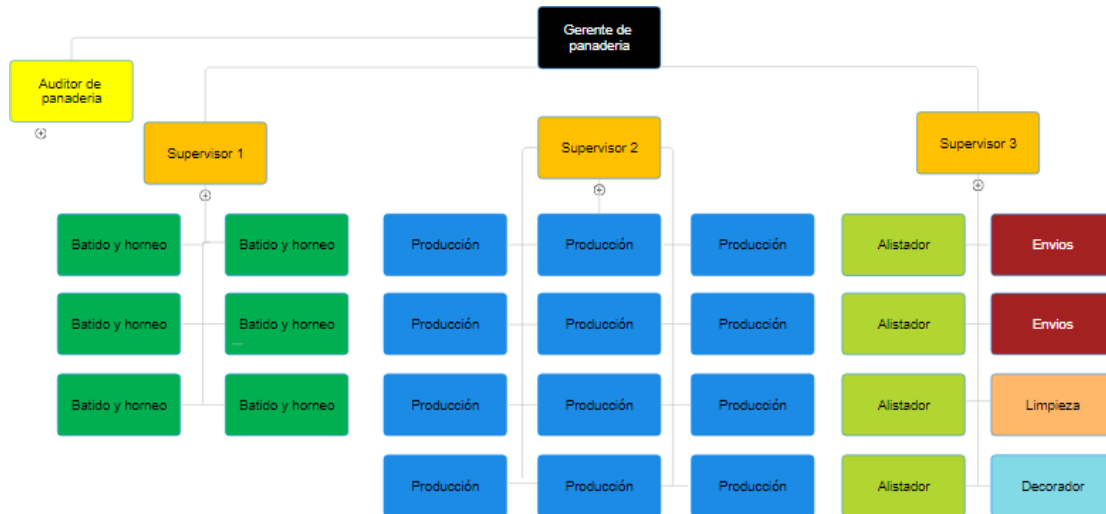 Gerente de
panaderia
Auditor de
panaderia
Supervisor 1
Supervisor 2
Supervisor 3
Batido y horneo
Batido y horneo
Producción
Producción
Producción
Alistador
Envios
Batido y horneo
Batido y horneo
Producción
Producción
Producción
Alistador
Envios
Batido y horneo
Batido y horneo
Producción
Producción
Producción
Alistador
Limpieza
Producción
Producción
Producción
Alistador
Decorador